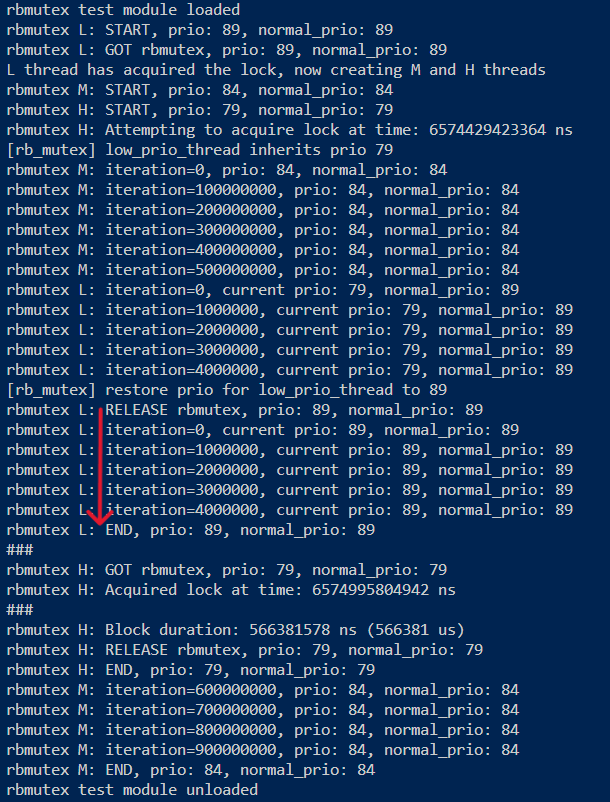 rbmutex test module loaded
rbmutex L: START, prio: 89, normal_prio: 89
rbmutex L: GOT rbmutex, prio: 89, normal_prio: 89
L thread has acquired the lock, now creating M and H threads
rbmutex M: START, prio: 84, normal_prio: 84
rbmutex H: START, prio: 79, normal_prio: 79
rbmutex H: Attempting to acquire lock at time: 6574429423364 ns
[rb_mutex] low_prio_thread inherits prio 79
rbmutex M: iteration=0, prio: 84, normal_prio: 84
rbmutex M: iteration=100000000, prio: 84, normal_prio: 84
rbmutex M: iteration=200000000, prio: 84, normal_prio: 84
rbmutex M: iteration=300000000, prio: 84, normal_prio: 84
rbmutex M: iteration=400000000, prio: 84, normal_prio: 84
rbmutex M: iteration=500000000, prio: 84, normal_prio: 84
rbmutex L: iteration=0, current prio: 79, normal_prio: 89
rbmutex L: iteration=1000000, current prio: 79, normal_prio: 89
rbmutex L: iteration=2000000, current prio: 79, normal_prio: 89
rbmutex L: iteration=3000000, current prio: 79, normal_prio: 89
rbmutex L: iteration=4000000, current prio: 79, normal_prio: 89
[rb_mutex] restore prio for low_prio_thread to 89
rbmutex L: RELEASE rbmutex, prio: 89, normal_prio: 89
rbmutex L: iteration=0, current prio: 89, normal_prio: 89
rbmutex L: iteration=1000000, current prio: 89, normal_prio: 89
rbmutex L: iteration=2000000, current prio: 89, normal_prio: 89
rbmutex L: iteration=3000000, current prio: 89, normal_prio: 89
rbmutex L: iteration=4000000, current prio: 89, normal_prio: 89
rbmutex L: END, prio: 89, normal_prio: 89
###
rbmutex H: GOT rbmutex, prio: 79, normal_prio: 79
rbmutex H: Acquired lock at time: 6574995804942 ns
###
rbmutex H: Block duration: 566381578 ns (566381 us)
rbmutex H: RELEASE rbmutex, prio: 79, normal_prio: 79
rbmutex H: END, prio: 79, normal_prio: 79
rbmutex M: iteration=600000000, prio: 84, normal_prio: 84
rbmutex M: iteration=700000000, prio: 84, normal_prio: 84
rbmutex M: iteration=800000000, prio: 84, normal_prio: 84
rbmutex M: iteration=900000000, prio: 84, normal_prio: 84
rbmutex M: END, prio: 84, normal_prio: 84
rbmutex test module unloaded